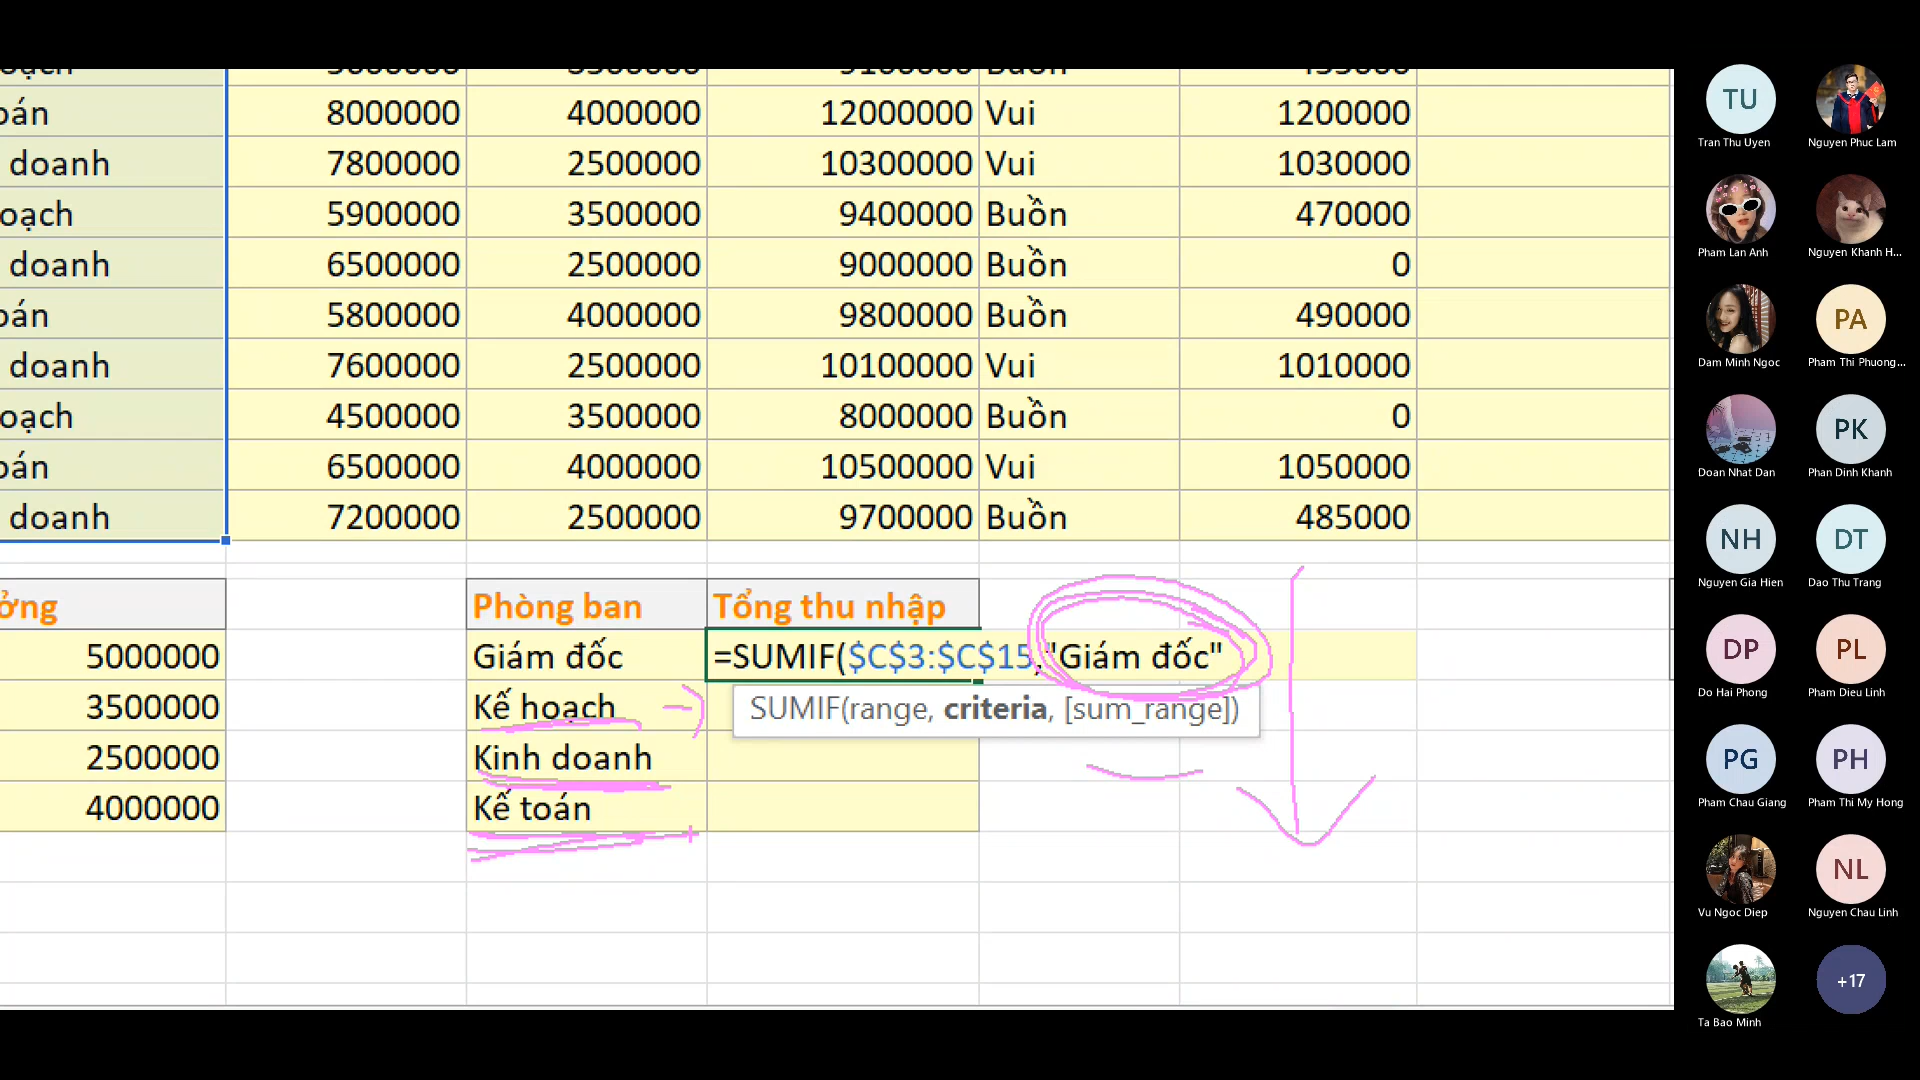 oán 8000000 4000000 12000000 Vui 1200000
doanh 7800000 2500000 10300000 Vui 1030000
oạch 5900000 3500000 9400000 Buồn 470000
doanh 6500000 2500000 9000000 Buồn 0
oán 5800000 4000000 9800000 Buồn 490000
doanh 7600000 2500000 10100000 Vui 1010000
oạch 4500000 3500000 8000000 Buồn 0
oán 6500000 4000000 10500000 Vui 1050000
doanh 7200000 2500000 9700000 Buồn 485000
ởng Phòng ban Tổng thu nhập
5000000 Giám đốc =SUMIF($C$3:$C$15,"Giám đốc"
3500000 Kế hoạch SUMIF(range, criteria, [sum_range])
2500000 Kinh doanh
4000000 Kế toán
TU
Tran Thu Uyen Nguyen Phuc Lam
Pham Lan Anh Nguyen Khanh H...
PA
Dam Minh Ngoc Pham Thi Phuong...
PK
Doan Nhat Dan Phan Dinh Khanh
NH DT
Nguyen Gia Hien Dao Thu Trang
DP PL
Do Hai Phong Pham Dieu Linh
PG PH
Pham Chau Giang Pham Thi My Hong
NL
Vu Ngoc Diep Nguyen Chau Linh
+17
Ta Bao Minh